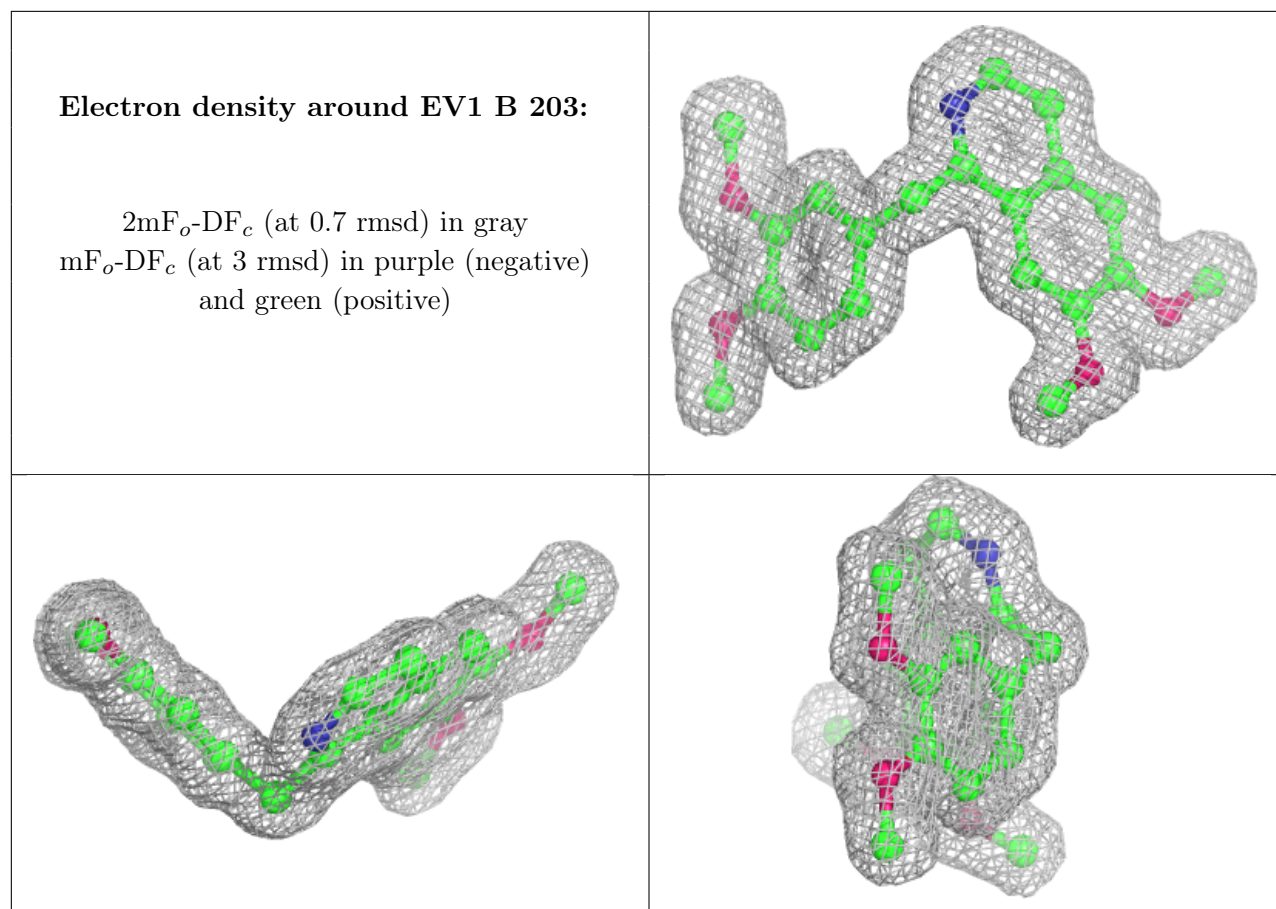 Electron density around EV1 B 203:
2mFo-DFc (at 0.7 rmsd) in gray
mFo-DFc (at 3 rmsd) in purple (negative)
and green (positive)